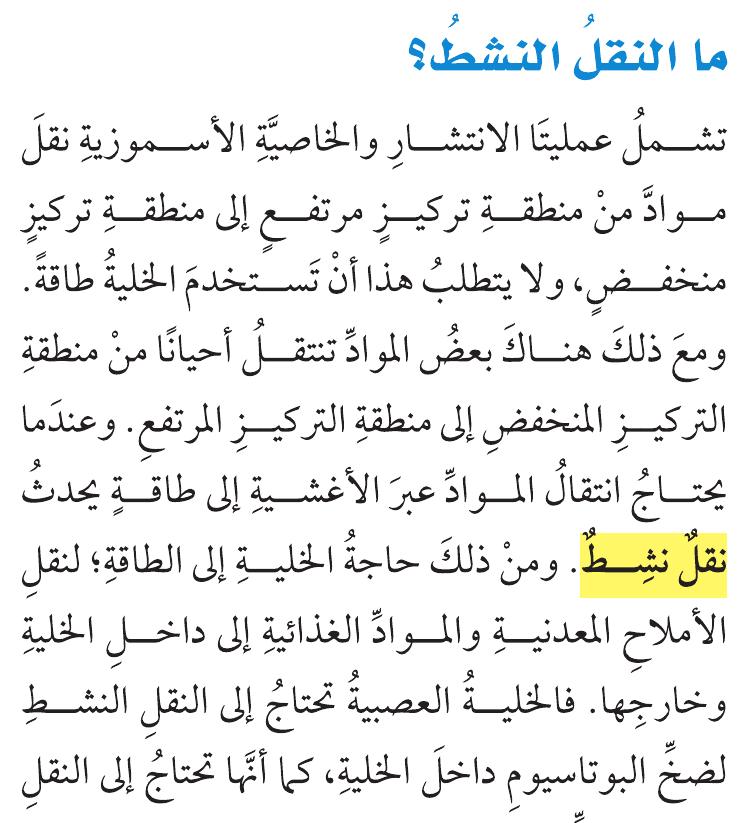 ما النقلُ النشطُ؟
تشملُ عمليتَا الانتشارِ والخاصيَّةِ الأسموزيةِ نقلَ
موادَّ منْ منطقةِ تركيزٍ مرتفعٍ إلى منطقةِ تركيزٍ
منخفضٍ، ولا يتطلبُ هذا أنْ تَستخدمَ الخليةُ طاقةً.
ومعَ ذلكَ هناكَ بعضُ الموادِّ تنتقلُ أحيانًا منْ منطقةِ
التركيزِ المنخفضِ إلى منطقةِ التركيزِ المرتفعِ. وعندَما
يحتاجُ انتقالُ الموادِّ عبرَ الأغشيةِ إلى طاقةٍ يحدثُ
نقلٌ نشِطٌ. ومنْ ذلكَ حاجةُ الخليةِ إلى الطاقةِ؛ لنقلِ
الأملاحِ المعدنيةِ والموادِّ الغذائيةِ إلى داخلِ الخليةِ
وخارجِها. فالخليةُ العصبيةُ تحتاجُ إلى النقلِ النشطِ
لضخِّ البوتاسيومِ داخلَ الخليةِ، كما أنَّها تحتاجُ إلى النقلِ